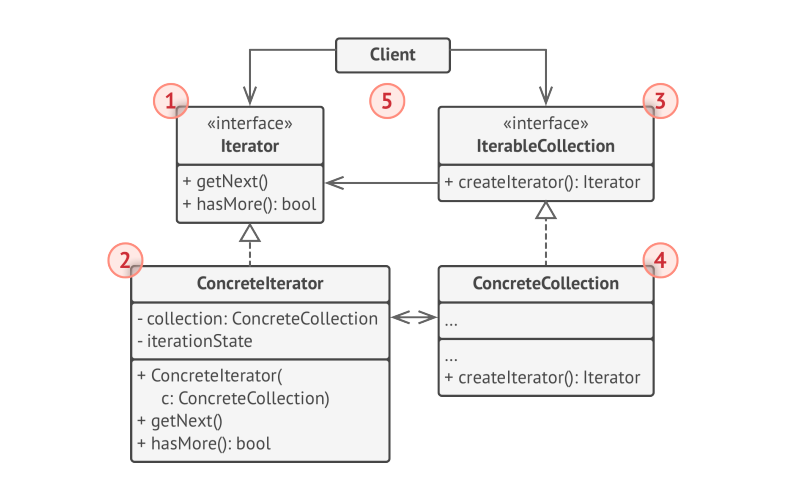 Client
1
5
3
«interface»
Iterator
+ getNext()
+ hasMore(): bool
«interface»
IterableCollection
+ createIterator(): Iterator
2
4
ConcreteIterator
- collection: ConcreteCollection
- iterationState
+ ConcreteIterator(
c: ConcreteCollection)
+ getNext()
+ hasMore(): bool
ConcreteCollection
...
...
+ createIterator(): Iterator